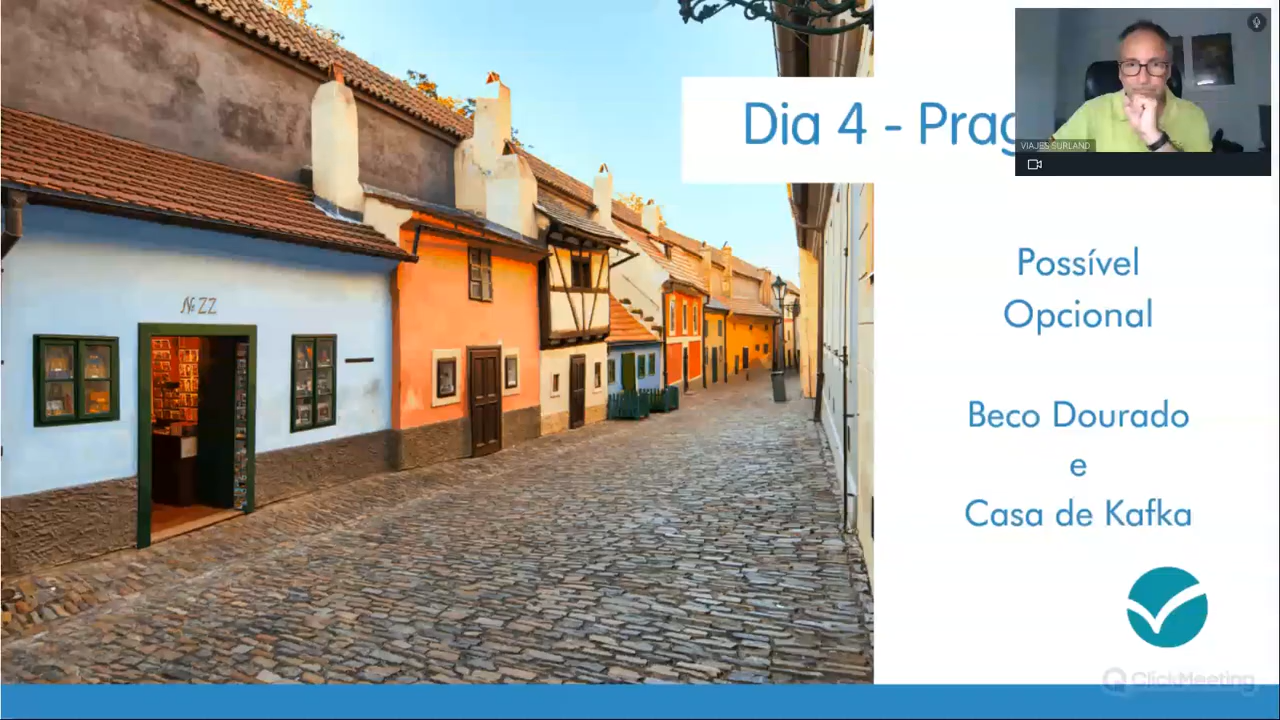 Dia 4 - Prag
VIAJES SURLAND
Possível
Opcional
Beco Dourado
e
Casa de Kafka
Nº 22
ClickMeeting